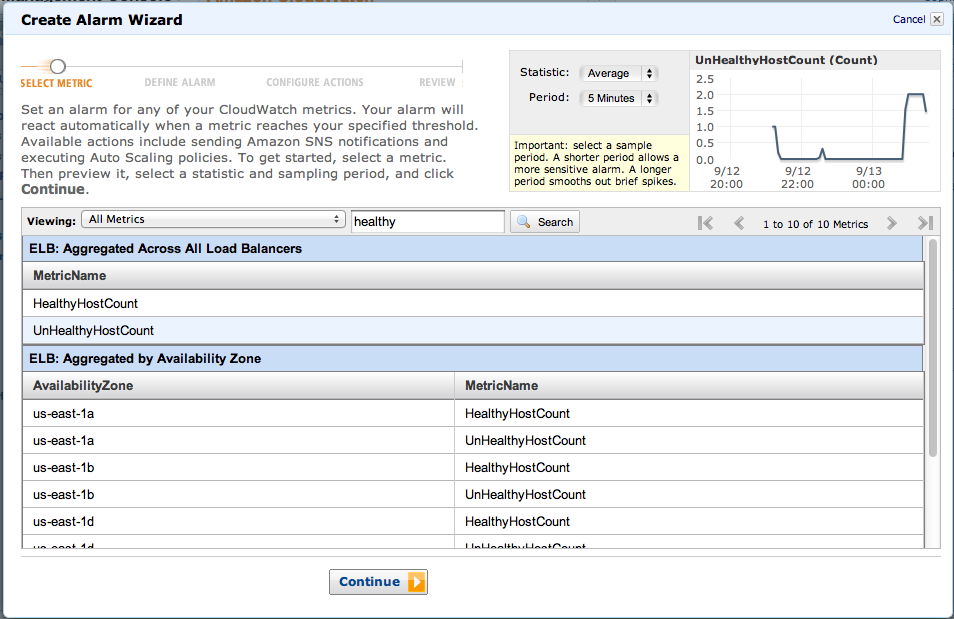 Create Alarm Wizard
Cancel
SELECT METRIC
DEFINE ALARM
CONFIGURE ACTIONS
REVIEW
Set an alarm for any of your CloudWatch metrics. Your alarm will
react automatically when a metric reaches your specified threshold.
Available actions include sending Amazon SNS notifications and
executing Auto Scaling policies. To get started, select a metric.
Then preview it, select a statistic and sampling period, and click
Continue.
Statistic: Average
Period: 5 Minutes
Important: select a sample
period. A shorter period allows a
more sensitive alarm. A longer
period smooths out brief spikes.
UnHealthyHostCount (Count)
2.5
2.0
1.5
1.0
0.5
0.0
9/12 9/12 9/13
20:00 22:00 00:00
Viewing: All Metrics healthy Search 1 to 10 of 10 Metrics
ELB: Aggregated Across All Load Balancers
MetricName
HealthyHostCount
UnHealthyHostCount
ELB: Aggregated by Availability Zone
AvailabilityZone MetricName
us-east-1a HealthyHostCount
us-east-1a UnHealthyHostCount
us-east-1b HealthyHostCount
us-east-1b UnHealthyHostCount
us-east-1d HealthyHostCount
us-east-1d UnHealthyHostCount
Continue